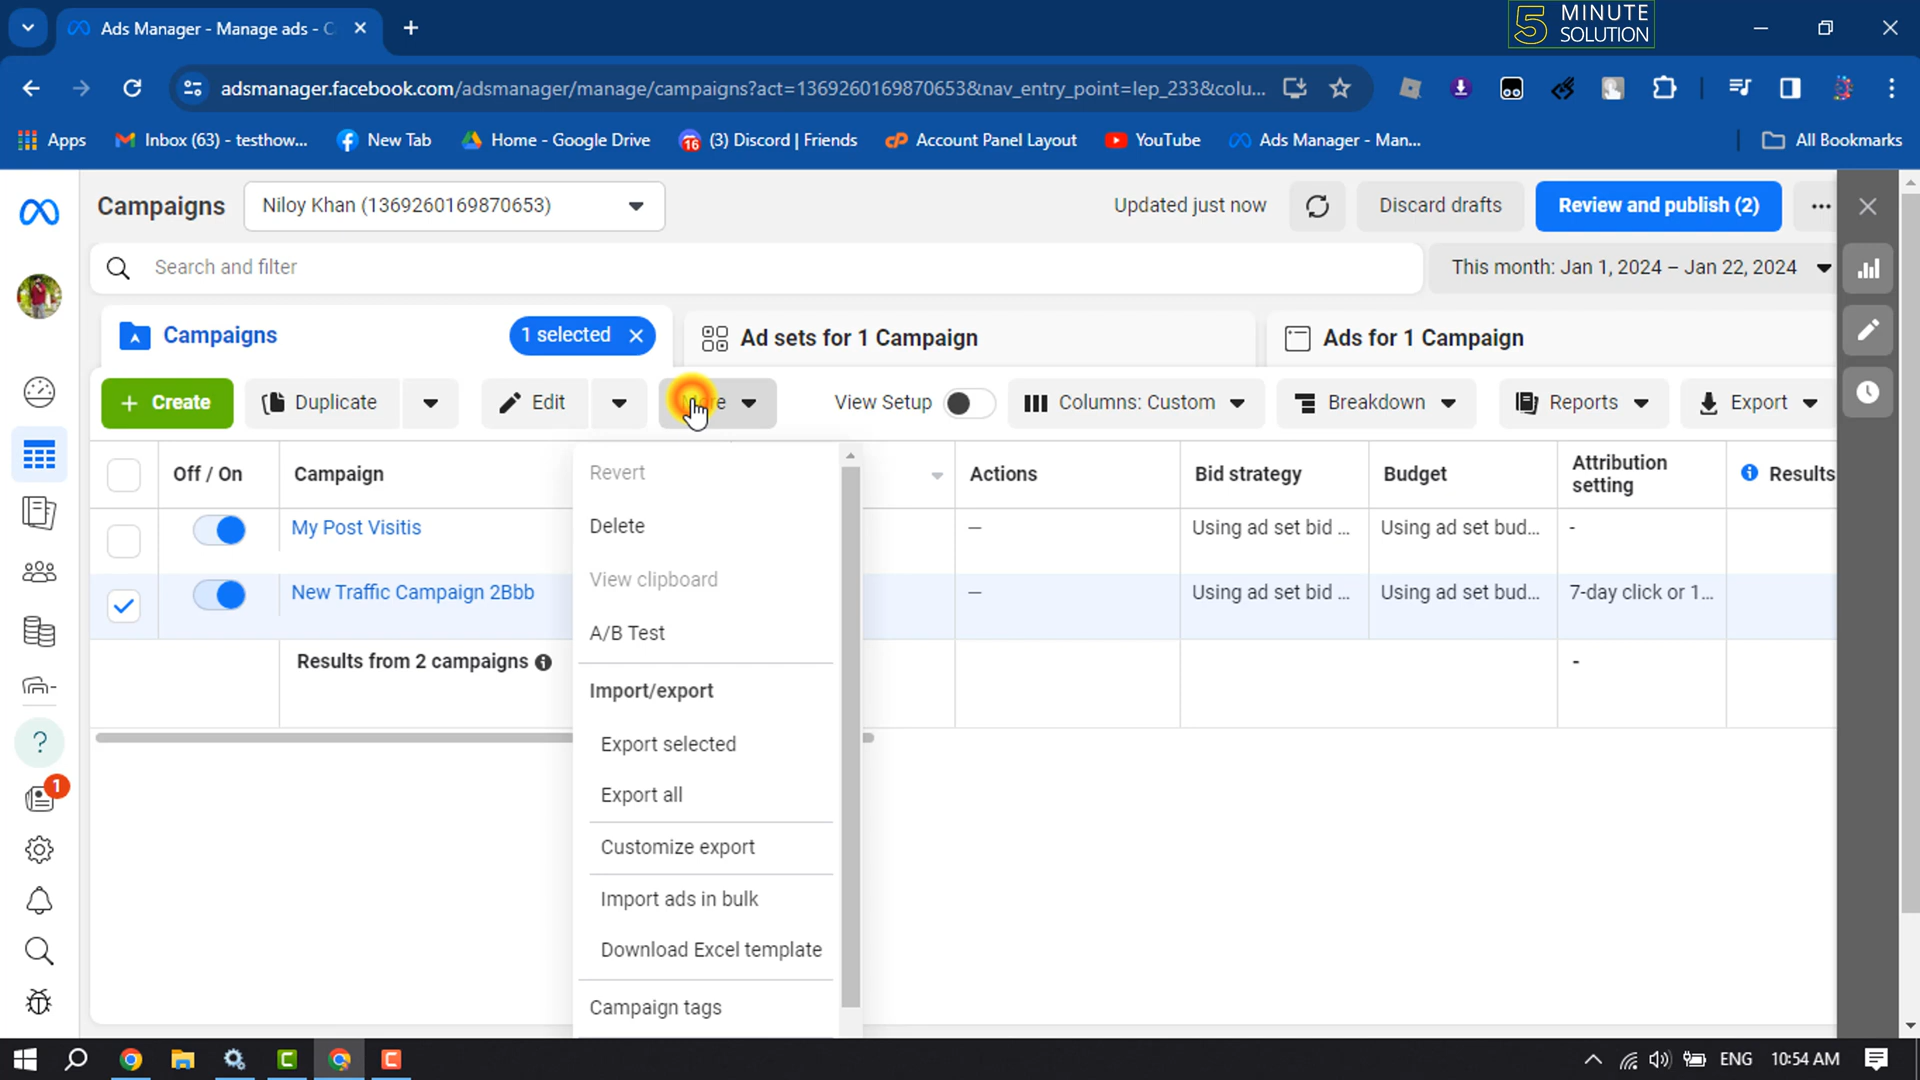 Ads Manager - Manage ads - C
5 MINUTE SOLUTION
adsmanager.facebook.com/adsmanager/manage/campaigns?act=1369260169870653&nav_entry_point=lep_233&colu...
Apps
Inbox (63) - testhow...
New Tab
Home - Google Drive
16
(3) Discord | Friends
Account Panel Layout
YouTube
Ads Manager - Man...
All Bookmarks
Campaigns
Niloy Khan (1369260169870653)
Updated just now
Discard drafts
Review and publish (2)
Search and filter
This month: Jan 1, 2024 – Jan 22, 2024
Campaigns
1 selected
Ad sets for 1 Campaign
Ads for 1 Campaign
+ Create
Duplicate
Edit
View Setup
Columns: Custom
Breakdown
Reports
Export
Off / On
Campaign
Actions
Bid strategy
Budget
Attribution setting
Results
My Post Visitis
—
Using ad set bid ...
Using ad set bud...
-
New Traffic Campaign 2Bbb
—
Using ad set bid ...
Using ad set bud...
7-day click or 1...
Results from 2 campaigns
-
Revert
Delete
View clipboard
A/B Test
Import/export
Export selected
Export all
Customize export
Import ads in bulk
Download Excel template
Campaign tags
?
1
ENG
10:54 AM